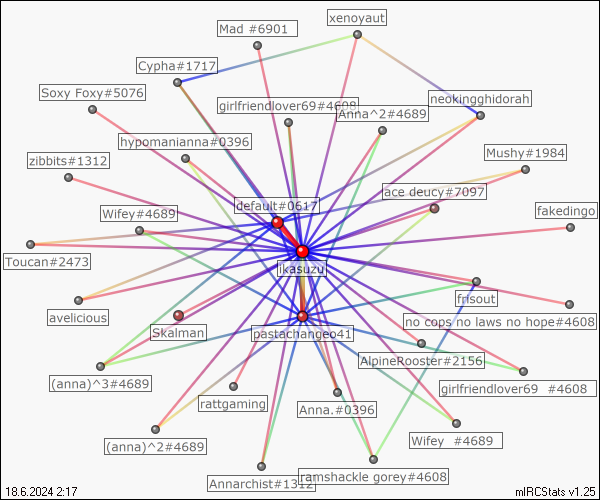 xenoyaut
Mad #6901
Cypha#1717
Soxy Foxy#5076
girlfriendlover69#4608
neokingghidorah
Anna^2#4689
hypomanianna#0396
Mushy#1984
zibbits#1312
ace deucy#7097
default#0617
Wifey#4689
fakedingo
Toucan#2473
ikasuzu
frisout
avelicious
no cops no laws no hope#4608
Skalman
pastachangeo41
AlpineRooster#2156
(anna)^3#4689
girlfriendlover69 #4608
rattgaming
Anna.#0396
(anna)^2#4689
Wifey #4689
ramshackle gorey#4608
Annarchist#1312
18.6.2024 2:17
mIRCStats v1.25